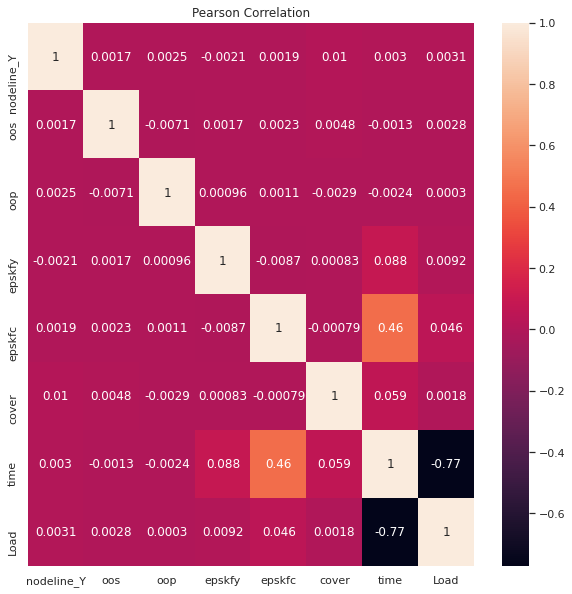 Pearson Correlation
nodeline_Y 1 0.0017 0.0025 -0.0021 0.0019 0.01 0.003 0.0031
oos 0.0017 1 -0.0071 0.0017 0.0023 0.0048 -0.0013 0.0028
oop 0.0025 -0.0071 1 0.00096 0.0011 -0.0029 -0.0024 0.0003
epskfy -0.0021 0.0017 0.00096 1 -0.0087 0.00083 0.088 0.0092
epskfc 0.0019 0.0023 0.0011 -0.0087 1 -0.00079 0.46 0.046
cover 0.01 0.0048 -0.0029 0.00083 -0.00079 1 0.059 0.0018
time 0.003 -0.0013 -0.0024 0.088 0.46 0.059 1 -0.77
Load 0.0031 0.0028 0.0003 0.0092 0.046 0.0018 -0.77 1
nodeline_Y oos oop epskfy epskfc cover time Load
1.0
0.8
0.6
0.4
0.2
0.0
−0.2
−0.4
−0.6